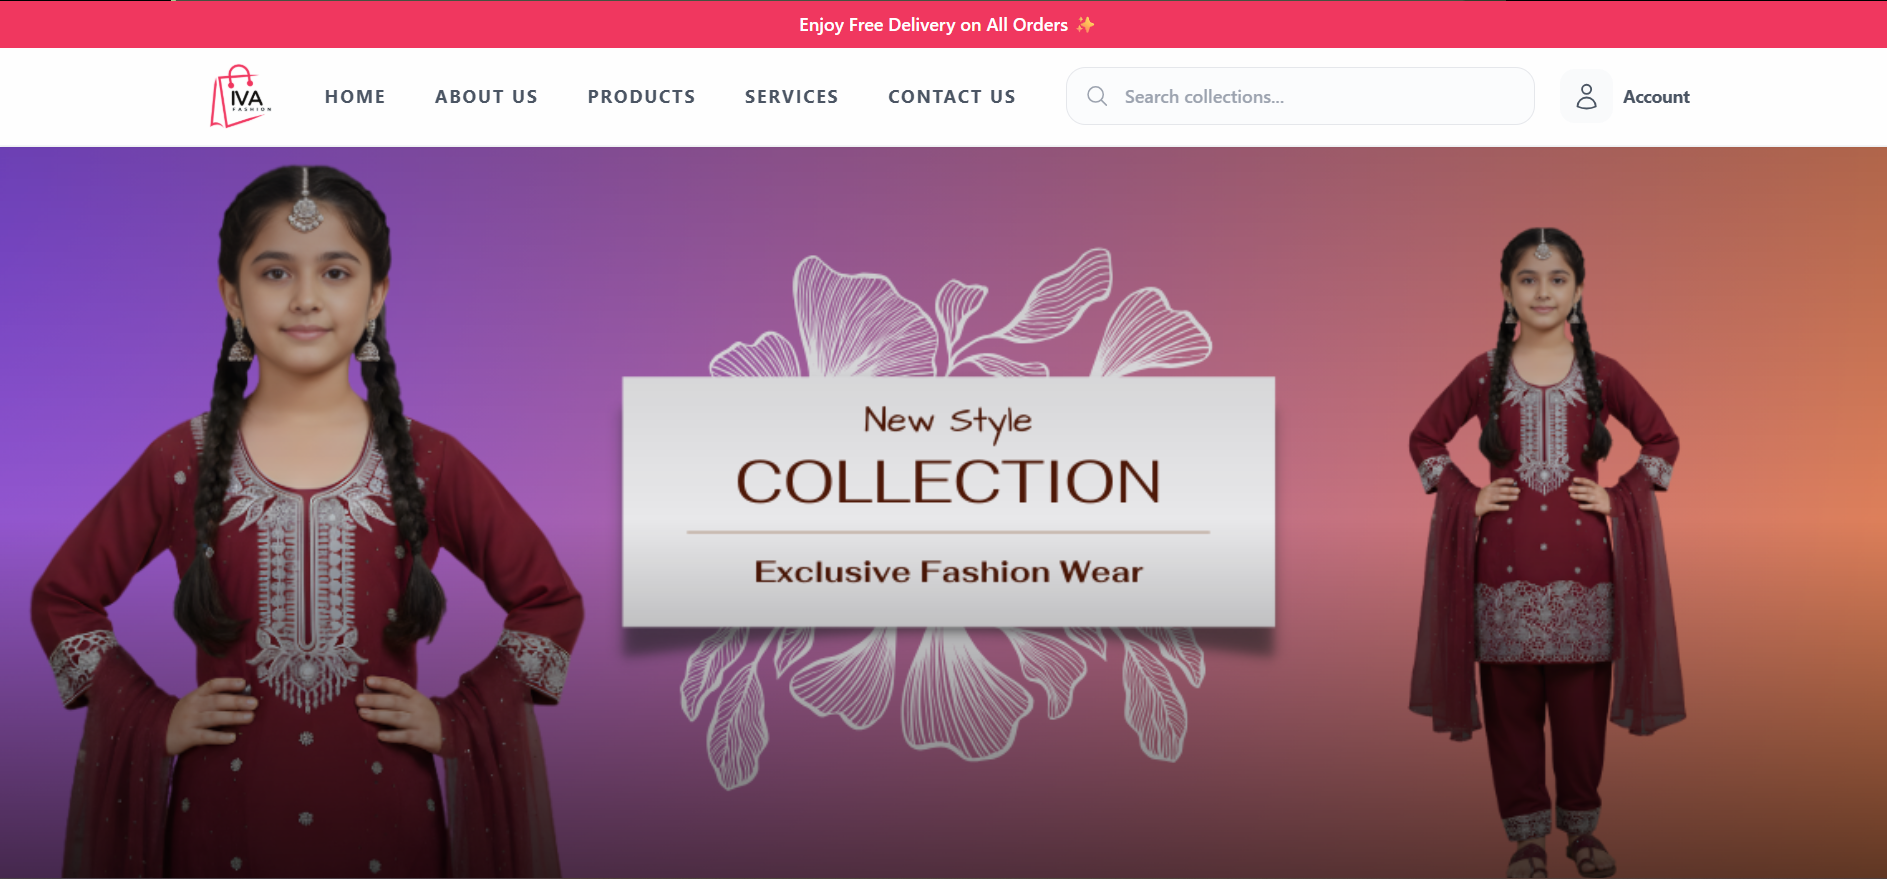 Enjoy Free Delivery on All Orders ✨
IVA
FASHION
HOME
ABOUT US
PRODUCTS
SERVICES
CONTACT US
Search collections...
Account
New Style
COLLECTION
Exclusive Fashion Wear